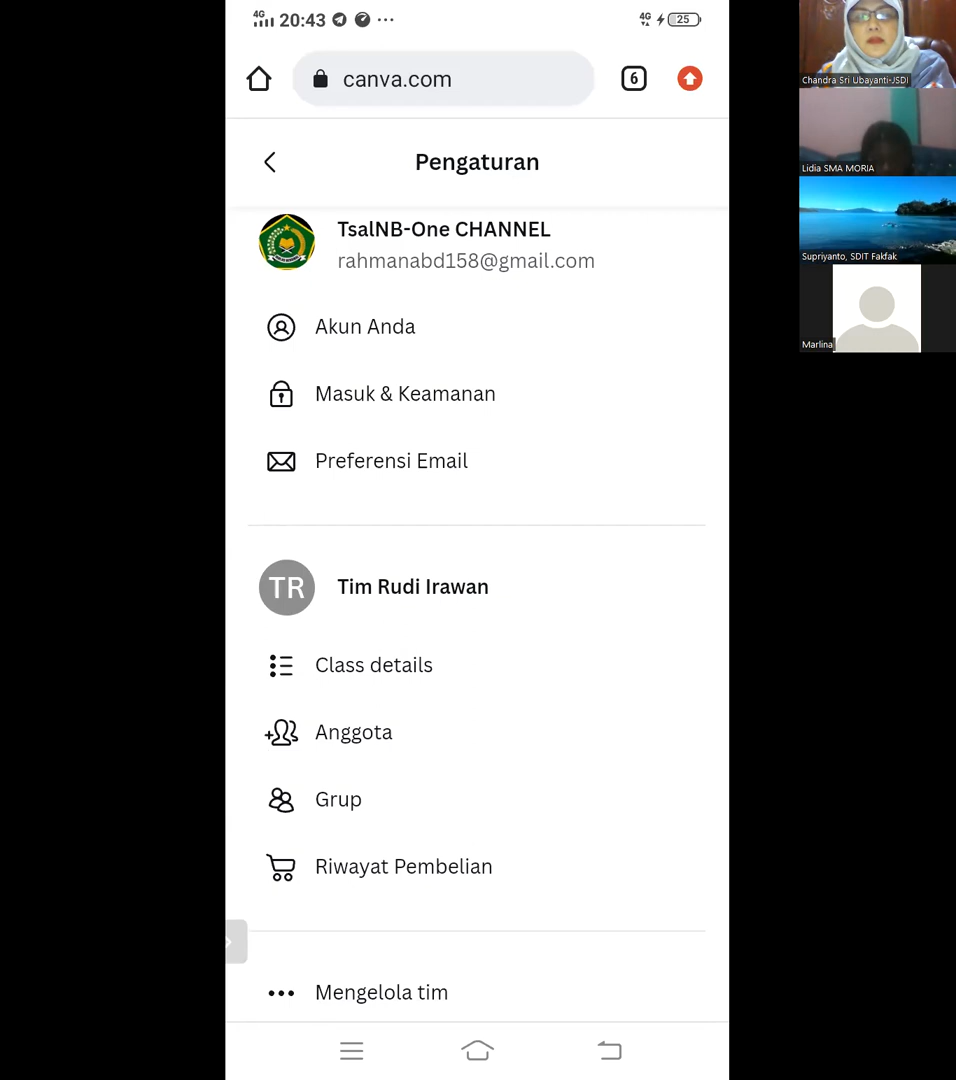 4G 20:43 ··· 4G 25
canva.com
6
Pengaturan
TsalNB-One CHANNEL
rahmanabd158@gmail.com
Akun Anda
Masuk & Keamanan
Preferensi Email
TR Tim Rudi Irawan
Class details
Anggota
Grup
Riwayat Pembelian
Mengelola tim
Chandra Sri Ubayanti-JSDI
Lidia SMA MORIA
Supriyanto, SDIT Fakfak
Marlina